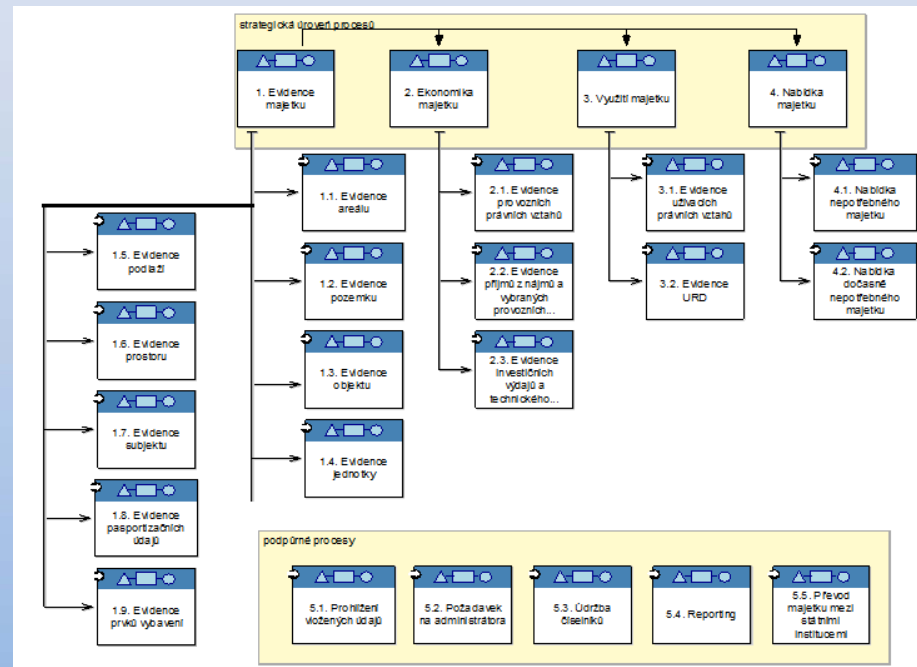 strategická úroveň procesů
1. Evidence
majetku
2. Ekonomika
majetku
3. Využití majetku
4. Nabídka
majetku
1.1. Evidence
areálu
2.1. Evidence
provozních
právních vztahů
3.1. Evidence
užívacích
právních vztahů
4.1. Nabídka
nepotřebného
majetku
1.5. Evidence
podlaží
1.2. Evidence
pozemku
2.2. Evidence
příjmů z nájmů a
vybraných
provozních...
3.2. Evidence
URD
4.2. Nabídka
dočasně
nepotřebného
majetku
1.6. Evidence
prostoru
1.3. Evidence
objektu
2.3. Evidence
investičních
výdajů a
technického...
1.7. Evidence
subjektu
1.4. Evidence
jednotky
1.8. Evidence
pasportizačních
údajů
1.9. Evidence
prvků vybavení
podpůrné procesy
5.1. Prohlížení
vložených údajů
5.2. Požadavek
na administrátora
5.3. Údržba
číselníků
5.4. Reporting
5.5. Převod
majetku mezi
státními
institucemi